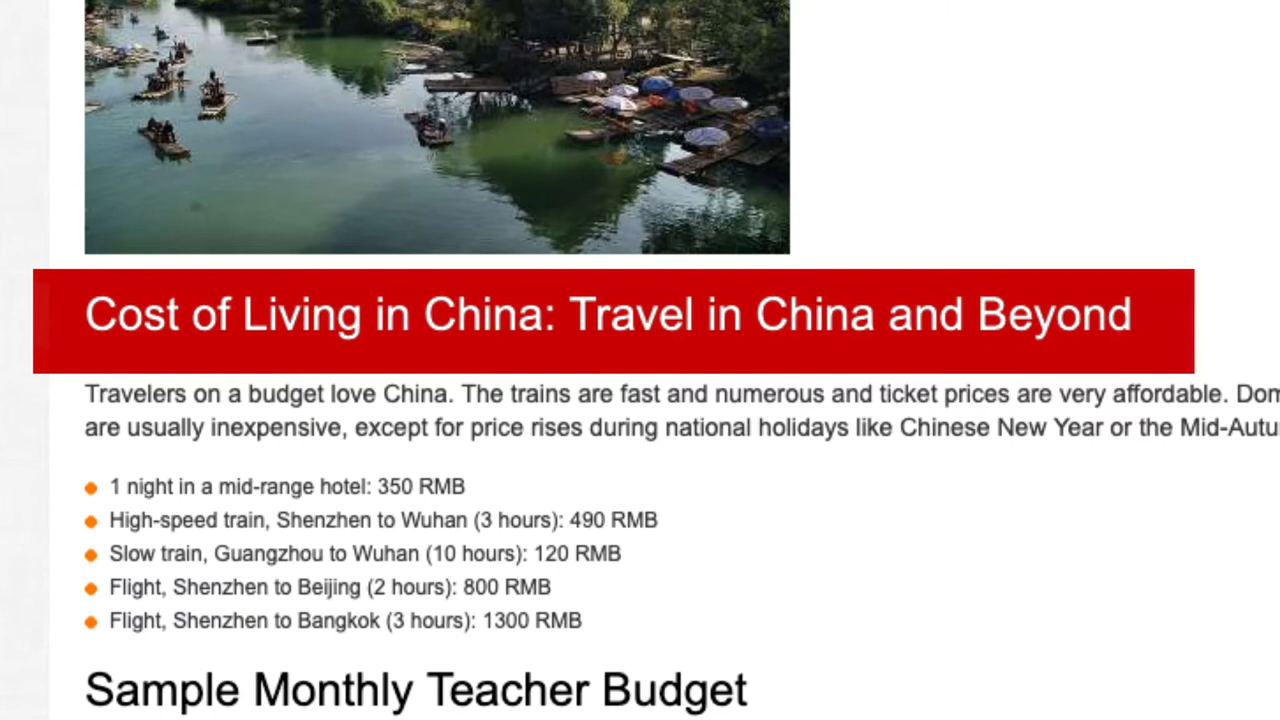 Cost of Living in China: Travel in China and Beyond
Travelers on a budget love China. The trains are fast and numerous and ticket prices are very affordable.
are usually inexpensive, except for price rises during national holidays like Chinese New Year or the
1 night in a mid-range hotel: 350 RMB
High-speed train, Shenzhen to Wuhan (3 hours): 490 RMB
Slow train, Guangzhou to Wuhan (10 hours): 120 RMB
Flight, Shenzhen to Beijing (2 hours): 800 RMB
Flight, Shenzhen to Bangkok (3 hours): 1300 RMB
Sample Monthly Teacher Budget